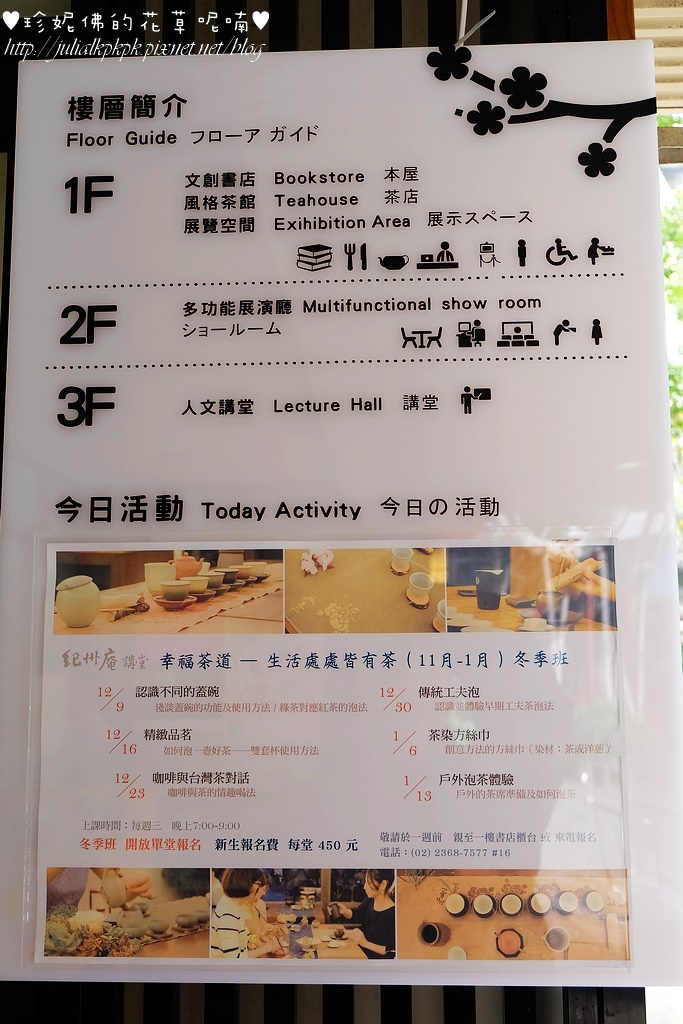 ♥珍妮佛的花草呢喃♥
http://julialkpkpk.pixnet.net/blog
樓層簡介
Floor Guide フローア ガイド
1F
文創書店 Bookstore 本屋
風格茶館 Teahouse 茶店
展覽空間 Exihibition Area 展示スペース
2F
多功能展演廳 Multifunctional show room
ショールーム
3F
人文講堂 Lecture Hall 講堂
今日活動 Today Activity 今日の活動
紀州庵 講堂 幸福茶道 — 生活處處皆有茶 ( 11月-1月 ) 冬季班
12/9 認識不同的蓋碗
淺談蓋碗的功能及使用方法 / 綠茶對應紅茶的泡法
12/16 精緻品茗
如何泡一壺好茶——雙套杯使用方法
12/23 咖啡與台灣茶對話
咖啡與茶的情趣喝法
12/30 傳統工夫泡
認識並體驗早期工夫茶泡法
1/6 茶染方絲巾
創意方法的方絲巾（染材：茶或洋蔥）
1/13 戶外泡茶體驗
戶外的茶席準備及如何泡茶
上課時間：每週三 晚上7:00-9:00
冬季班 開放單堂報名 新生報名費 每堂 450 元
敬請於一週前 親至一樓書店櫃台 或 來電報名
電話：(02) 2368-7577 #16